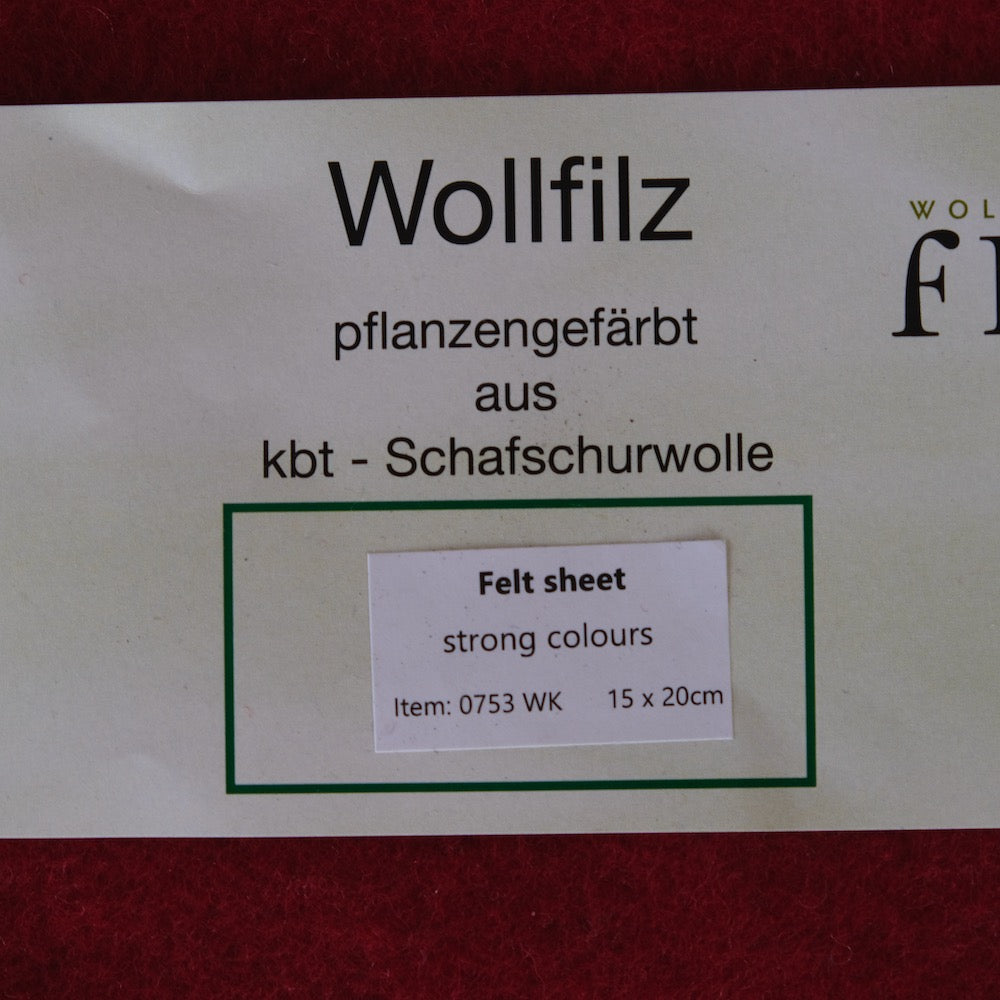 Wollfilz
pflanzengefärbt
aus
kbt - Schafschurwolle
Felt sheet
strong colours
Item: 0753 WK 15 x 20cm